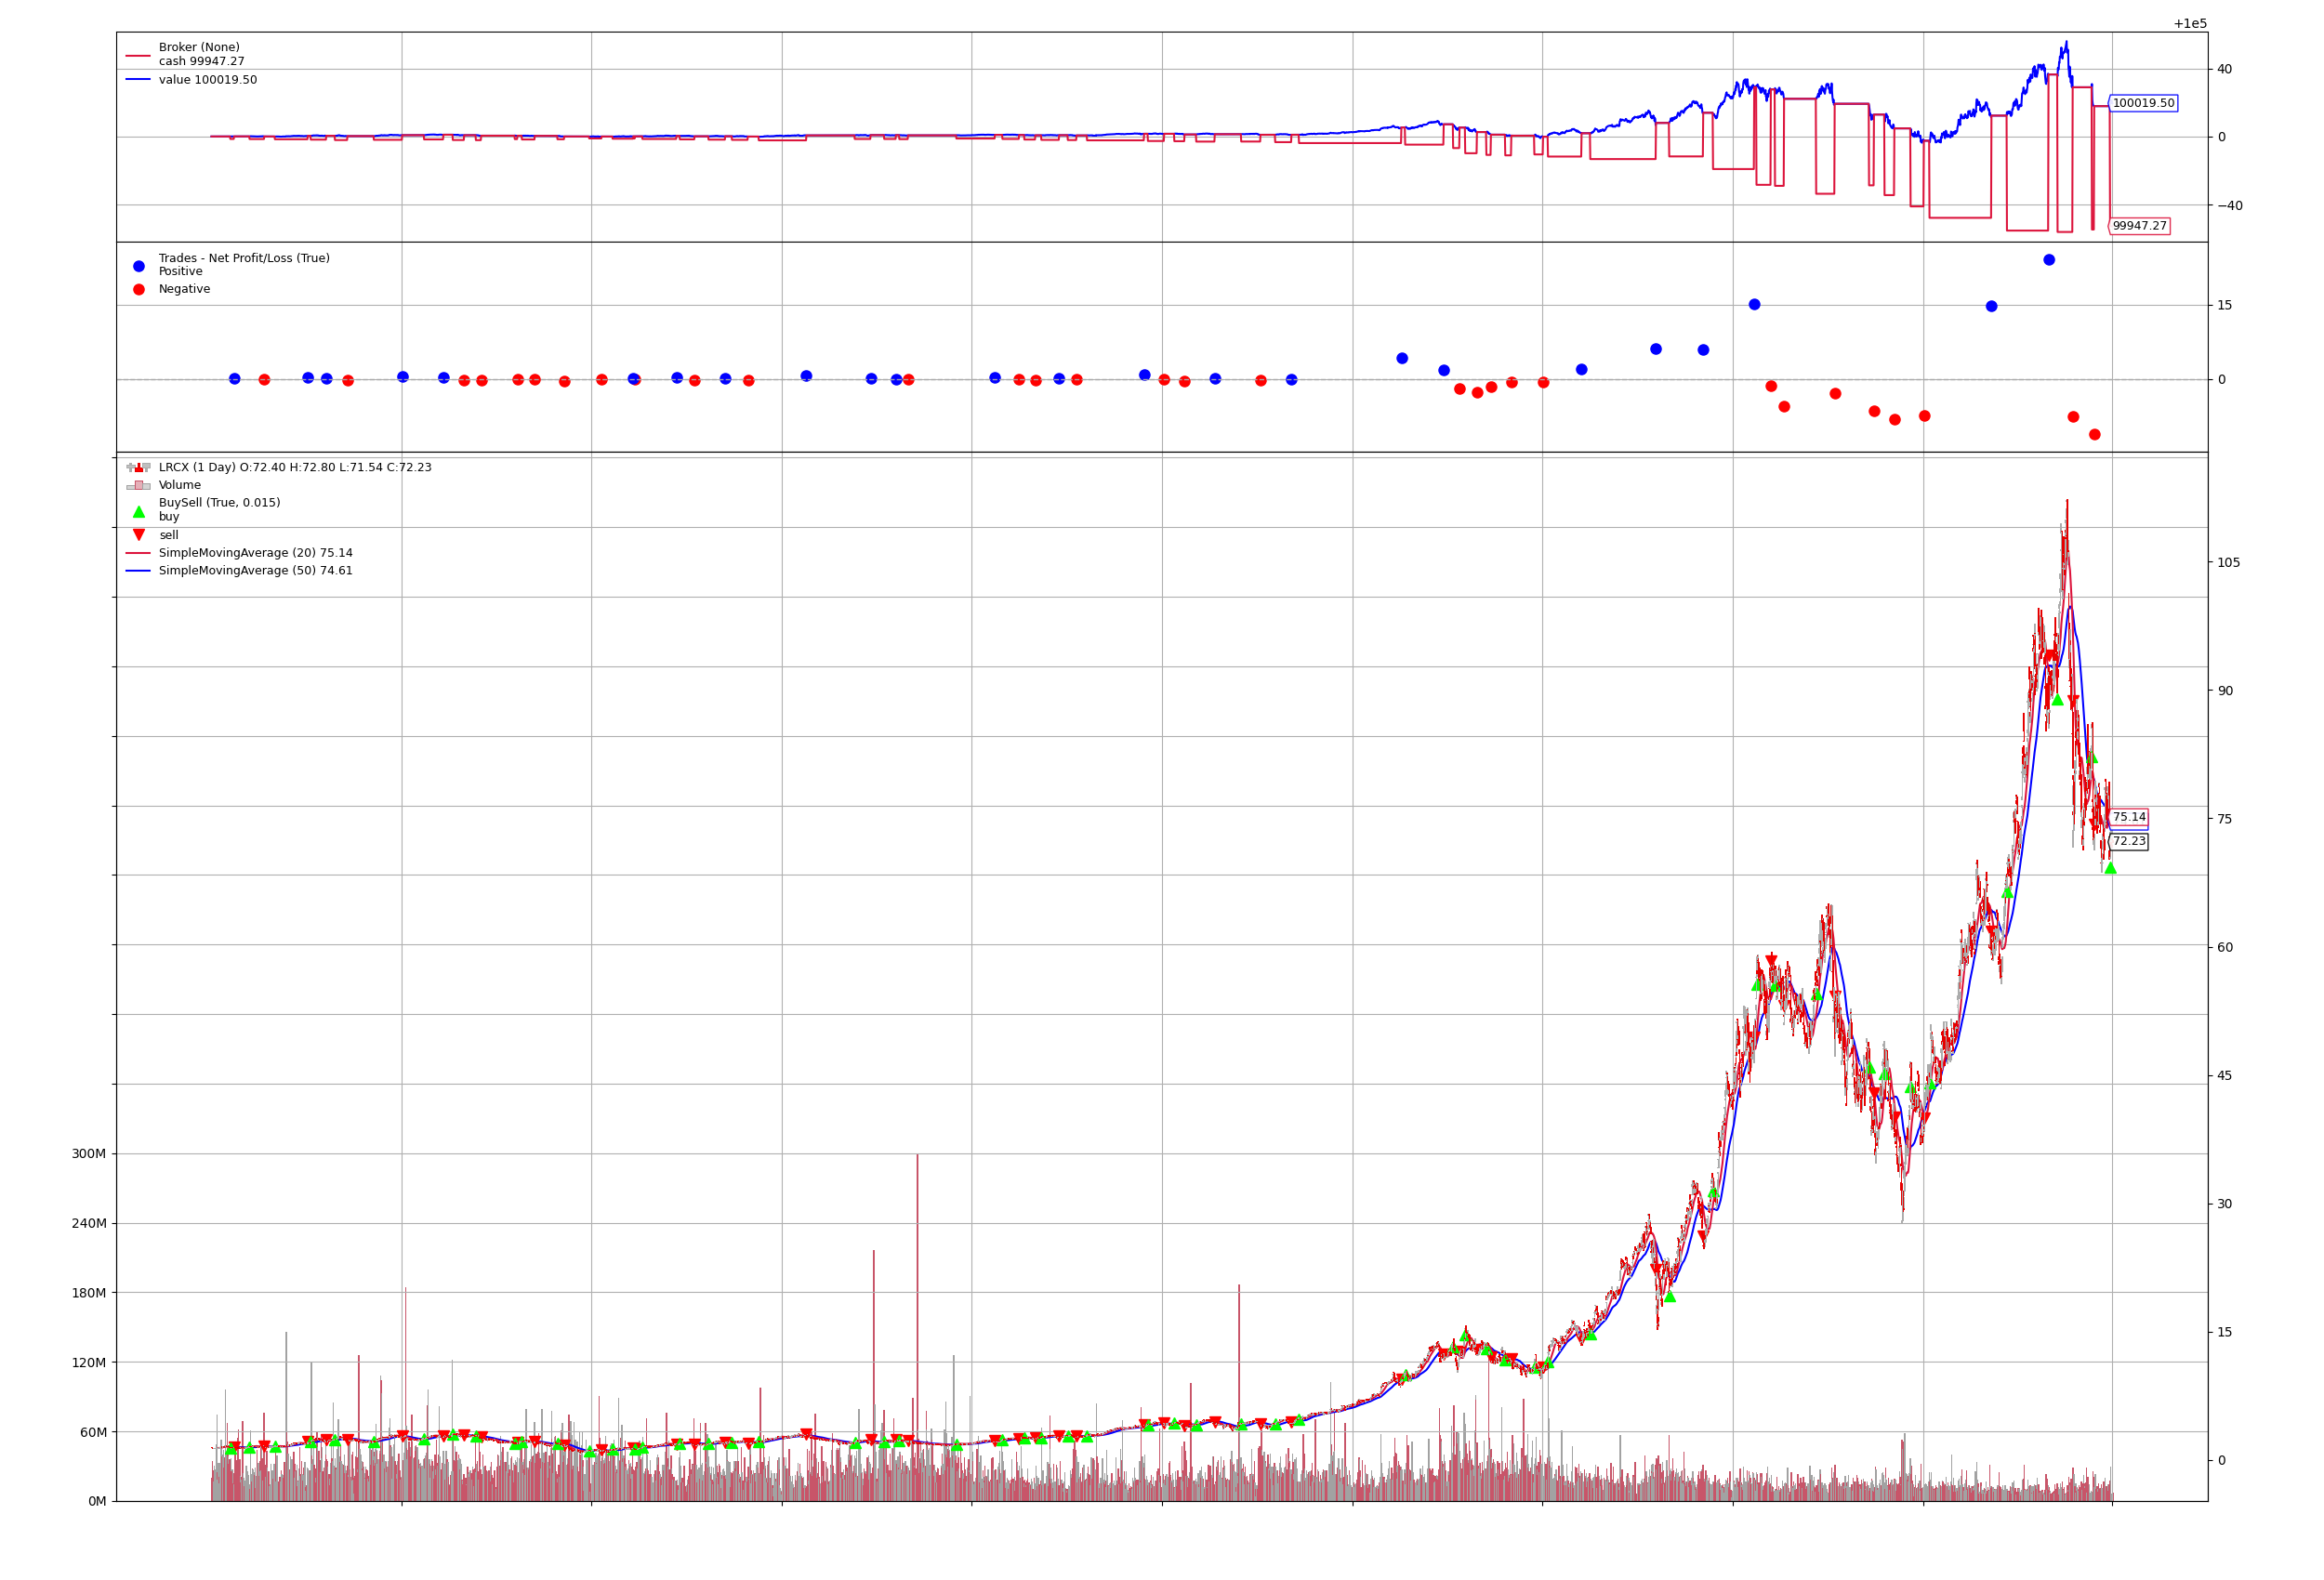 +1e5
Broker (None)
cash 99947.27
value 100019.50
40
0
−40
100019.50
99947.27
Trades - Net Profit/Loss (True)
Positive
Negative
15
0
LRCX (1 Day) O:72.40 H:72.80 L:71.54 C:72.23
Volume
BuySell (True, 0.015)
buy
sell
SimpleMovingAverage (20) 75.14
SimpleMovingAverage (50) 74.61
105
90
75
60
45
30
15
0
75.14
72.23
300M
240M
180M
120M
60M
0M